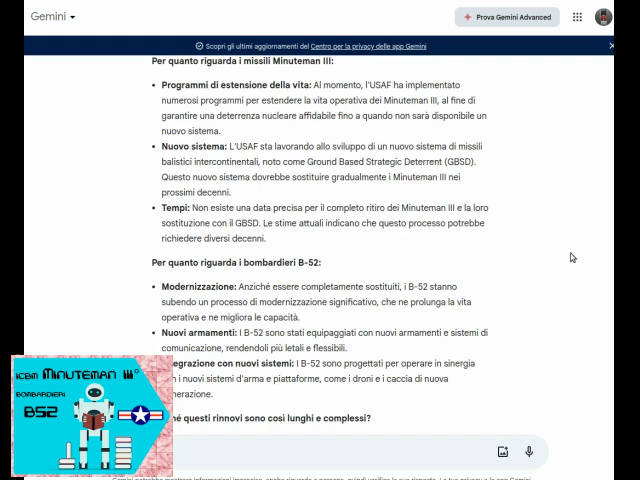 Gemini
Prova Gemini Advanced
Scopri gli ultimi aggiornamenti del Centro per la privacy delle app Gemini
Per quanto riguarda i missili Minuteman III:
• Programmi di estensione della vita: Al momento, l'USAF ha implementato
numerosi programmi per estendere la vita operativa dei Minuteman III, al fine di
garantire una deterrenza nucleare affidabile fino a quando non sarà disponibile un
nuovo sistema.
• Nuovo sistema: L'USAF sta lavorando allo sviluppo di un nuovo sistema di missili
balistici intercontinentali, noto come Ground Based Strategic Deterrent (GBSD).
Questo nuovo sistema dovrebbe sostituire gradualmente i Minuteman III nei
prossimi decenni.
• Tempi: Non esiste una data precisa per il completo ritiro dei Minuteman III e la loro
sostituzione con il GBSD. Le stime attuali indicano che questo processo potrebbe
richiedere diversi decenni.
Per quanto riguarda i bombardieri B-52:
• Modernizzazione: Anziché essere completamente sostituiti, i B-52 stanno
subendo un processo di modernizzazione significativo, che ne prolunga la vita
operativa e ne migliora le capacità.
• Nuovi armamenti: I B-52 sono stati equipaggiati con nuovi armamenti e sistemi di
comunicazione, rendendoli più letali e flessibili.
tegrazione con nuovi sistemi: I B-52 sono progettati per operare in sinergia
n i nuovi sistemi d'arma e piattaforme, come i droni e i caccia di nuova
enerazione.
hé questi rinnovi sono così lunghi e complessi?
ICBM MINUTEMAN III°
BOMBARDIERI
B52